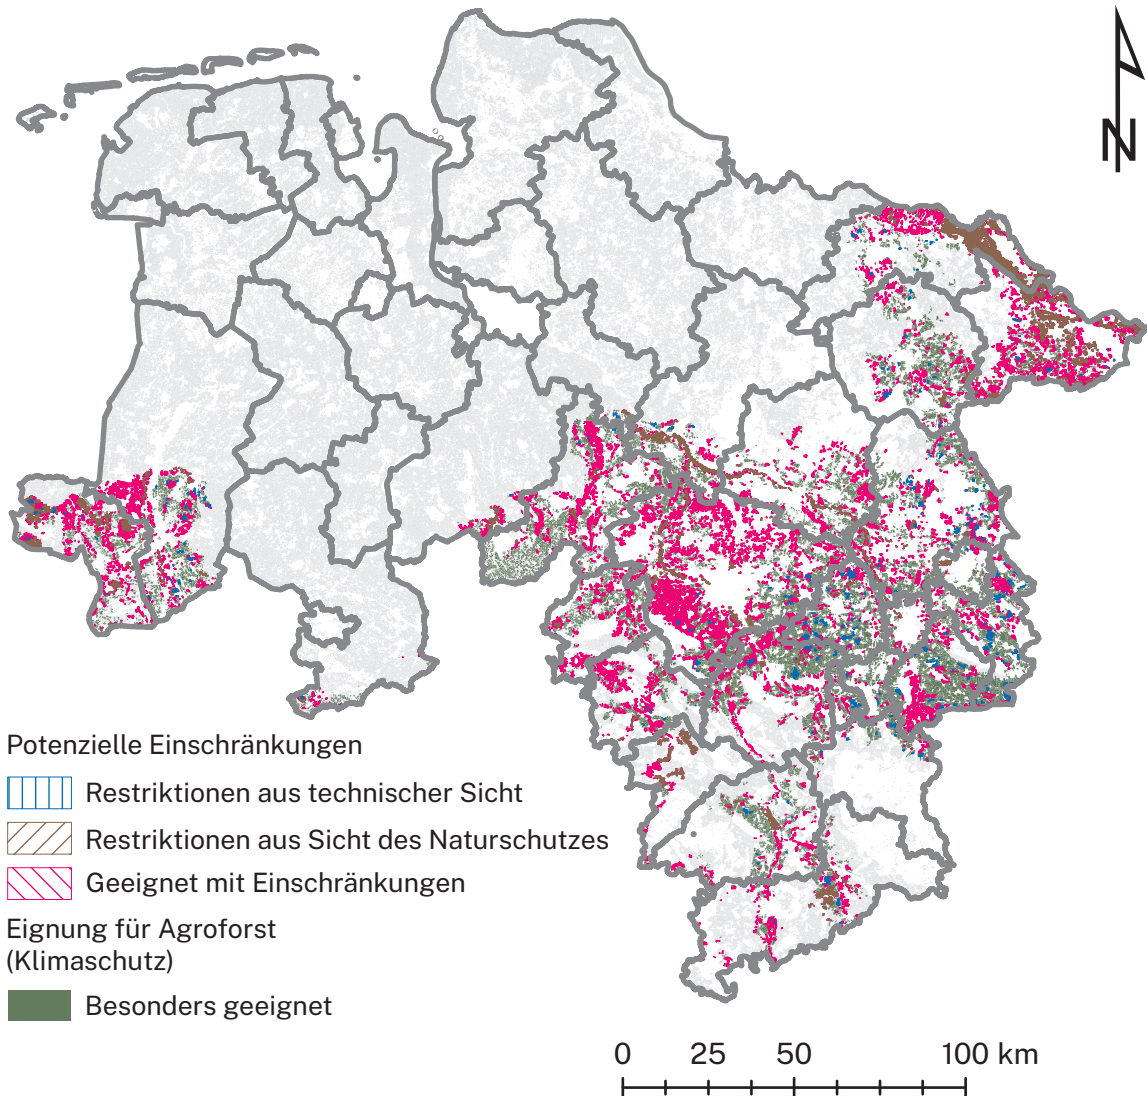 N
Potenzielle Einschränkungen
Restriktionen aus technischer Sicht
Restriktionen aus Sicht des Naturschutzes
Geeignet mit Einschränkungen
Eignung für Agroforst
(Klimaschutz)
Besonders geeignet
0 25 50 100 km